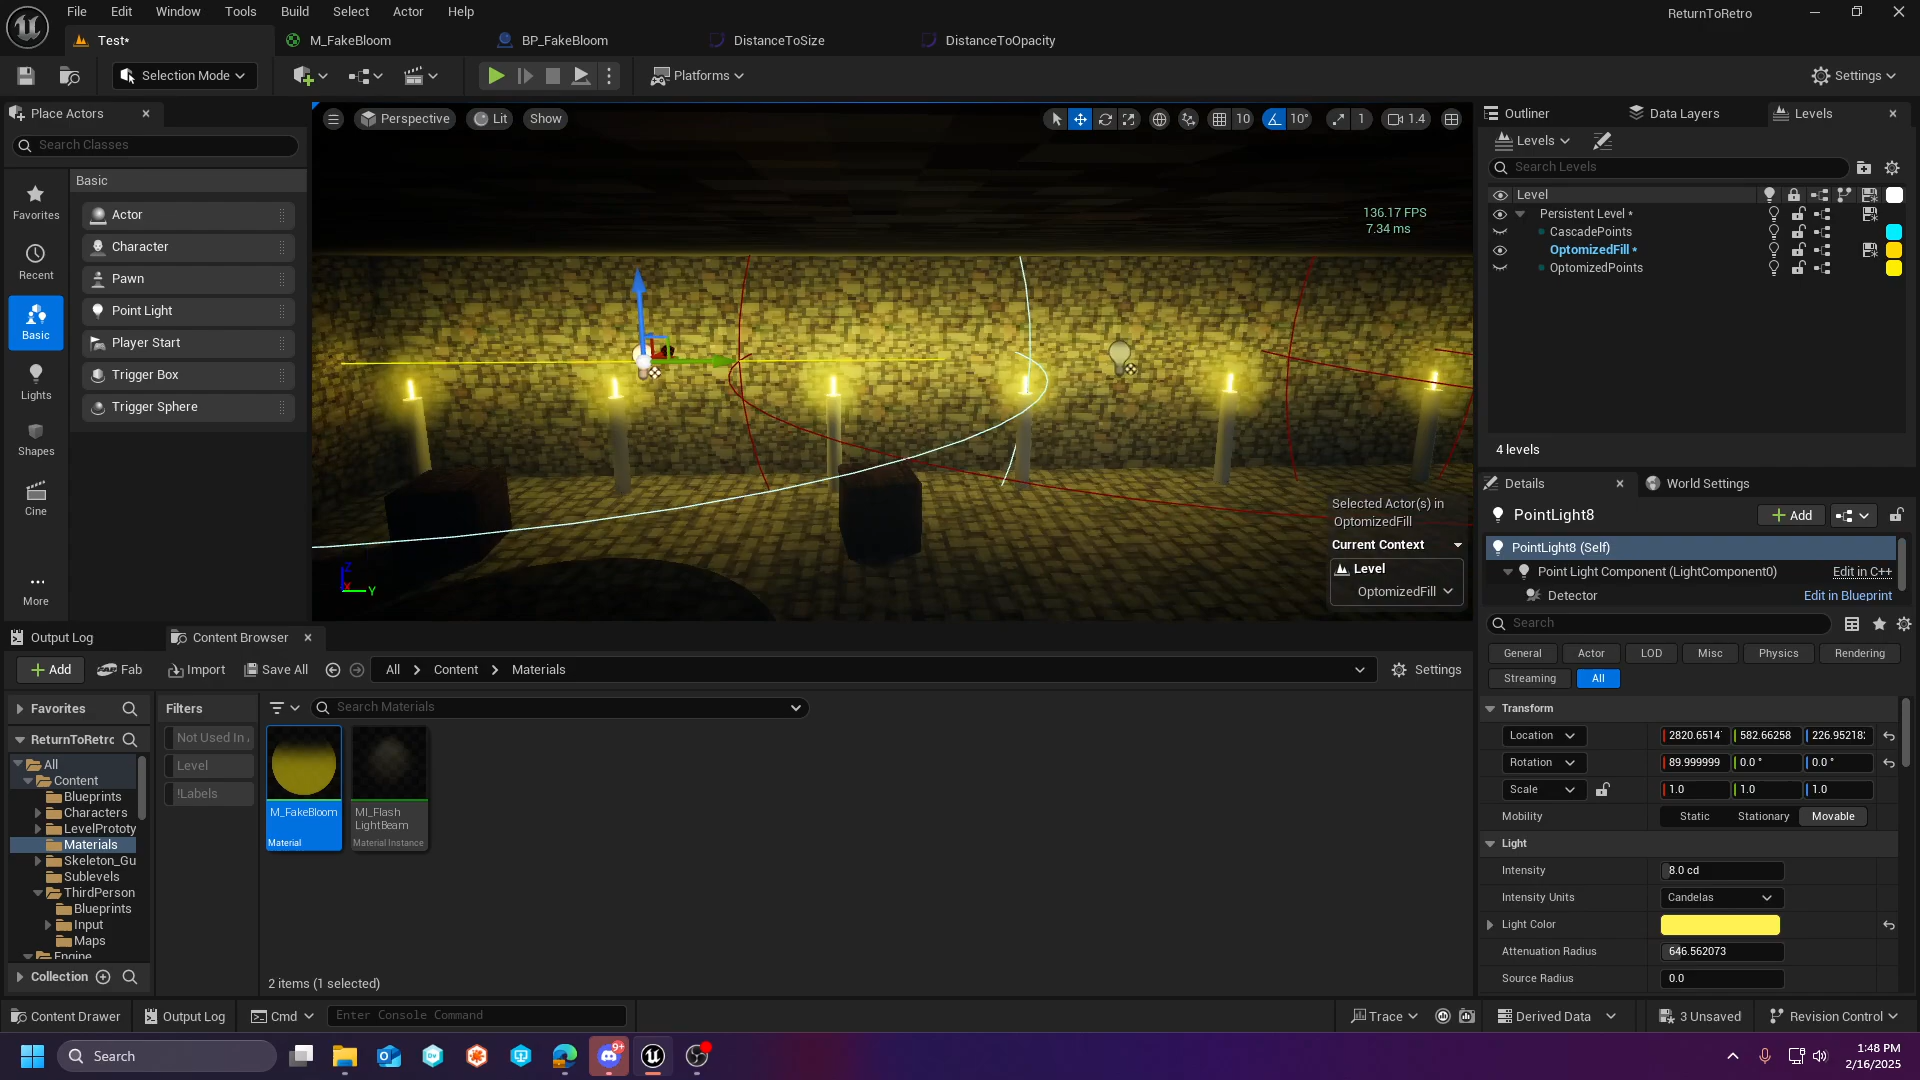 File Edit Window Tools Build Select Actor Help
ReturnToRetro
Test*
M_FakeBloom
BP_FakeBloom
DistanceToSize
DistanceToOpacity
Selection Mode
Platforms
Settings
Place Actors
Search Classes
Basic
Favorites
Recent
Basic
Lights
Shapes
Cine
More
Actor
Character
Pawn
Point Light
Player Start
Trigger Box
Trigger Sphere
Perspective
Lit
Show
10
10°
1
1.4
136.17 FPS
7.34 ms
Z
X
Y
Selected Actor(s) in
OptomizedFill
Current Context
Level
OptomizedFill
Outliner
Data Layers
Levels
Levels
Search Levels
Level
Persistent Level *
CascadePoints
OptomizedFill *
OptomizedPoints
4 levels
Details
World Settings
PointLight8
Add
PointLight8 (Self)
Point Light Component (LightComponent0) Edit in C++
Detector Edit in Blueprint
Search
General Actor LOD Misc Physics Rendering
Streaming All
Transform
Location 2820.6514 582.66258 226.95218
Rotation 89.999999 0.0 ° 0.0 °
Scale 1.0 1.0 1.0
Mobility Static Stationary Movable
Light
Intensity 8.0 cd
Intensity Units Candelas
Light Color
Attenuation Radius 646.562073
Source Radius 0.0
Output Log
Content Browser
Add Fab Import Save All
All Content Materials
Settings
Favorites
ReturnToRetro
All
Content
Blueprints
Characters
LevelPrototy
Materials
Skeleton_Gu
Sublevels
ThirdPerson
Blueprints
Input
Maps
Engine
Collection
Filters
Not Used In
Level
!Labels
Search Materials
M_FakeBloom
Material
MI_Flash
LightBeam
Material Instance
2 items (1 selected)
Content Drawer Output Log Cmd Enter Console Command
Trace Derived Data 3 Unsaved Revision Control
Search
9+
1:48 PM
2/16/2025